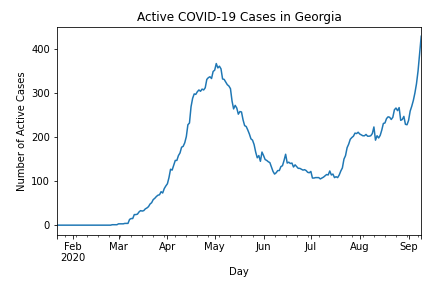 Active COVID-19 Cases in Georgia
Number of Active Cases
400
300
200
100
0
Feb Mar Apr May Jun Jul Aug Sep
2020
Day